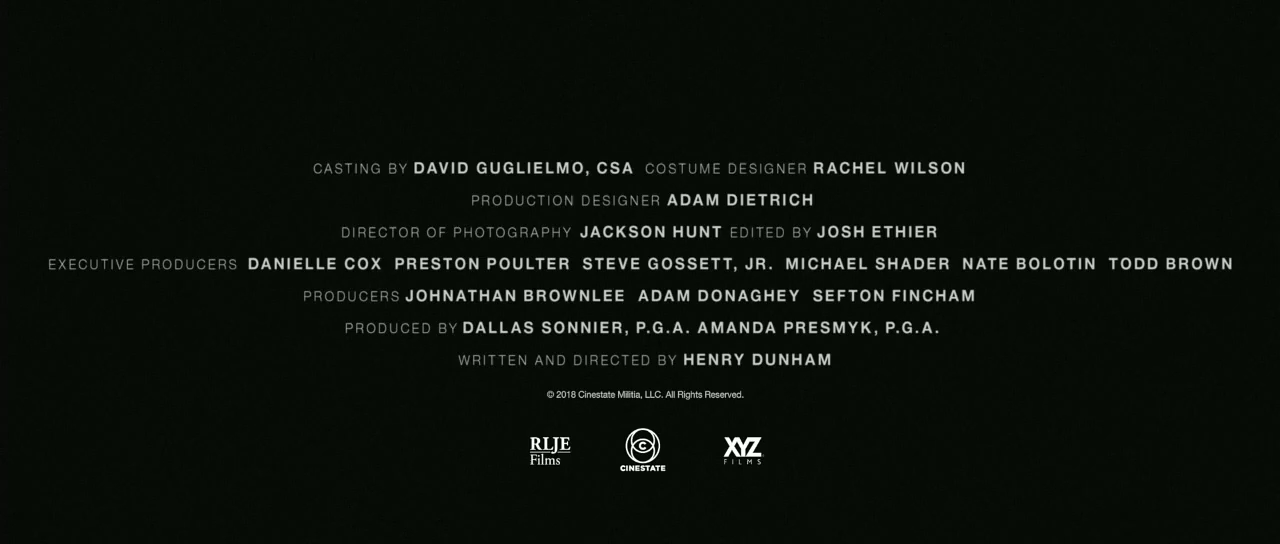 CASTING BY DAVID GUGLIELMO, CSA COSTUME DESIGNER RACHEL WILSON
PRODUCTION DESIGNER ADAM DIETRICH
DIRECTOR OF PHOTOGRAPHY JACKSON HUNT EDITED BY JOSH ETHIER
EXECUTIVE PRODUCERS DANIELLE COX PRESTON POULTER STEVE GOSSETT, JR. MICHAEL SHADER NATE BOLOTIN TODD BROWN
PRODUCERS JOHNATHAN BROWNLEE ADAM DONAGHEY SEFTON FINCHAM
PRODUCED BY DALLAS SONNIER, P.G.A. AMANDA PRESMYK, P.G.A.
WRITTEN AND DIRECTED BY HENRY DUNHAM
© 2018 Cinestate Militia, LLC. All Rights Reserved.
RLJE
Films
C
CINESTATE
XYZ
FILMS